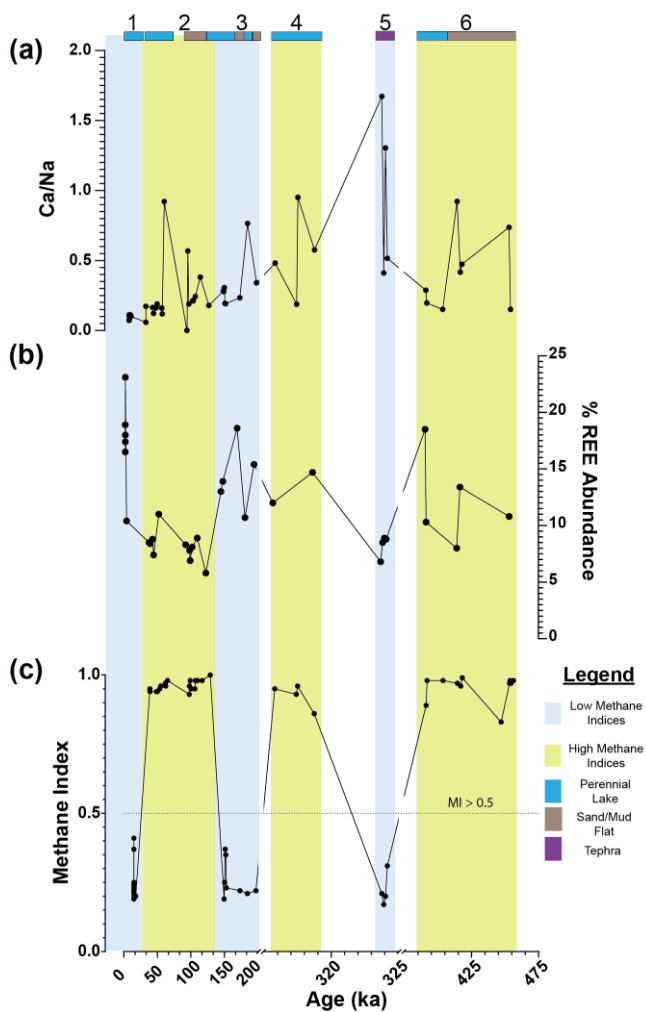 1 2 3 4 5 6
(a)
2.0
1.5
1.0
0.5
0.0
Ca/Na
(b)
25
20
15
10
5
0
% REE Abundance
(c)
1.0
0.5
0.0
Methane Index
MI > 0.5
Legend
Low Methane
Indices
High Methane
Indices
Perennial
Lake
Sand/Mud
Flat
Tephra
0 50 100 150 200 320 325 425 475
Age (ka)